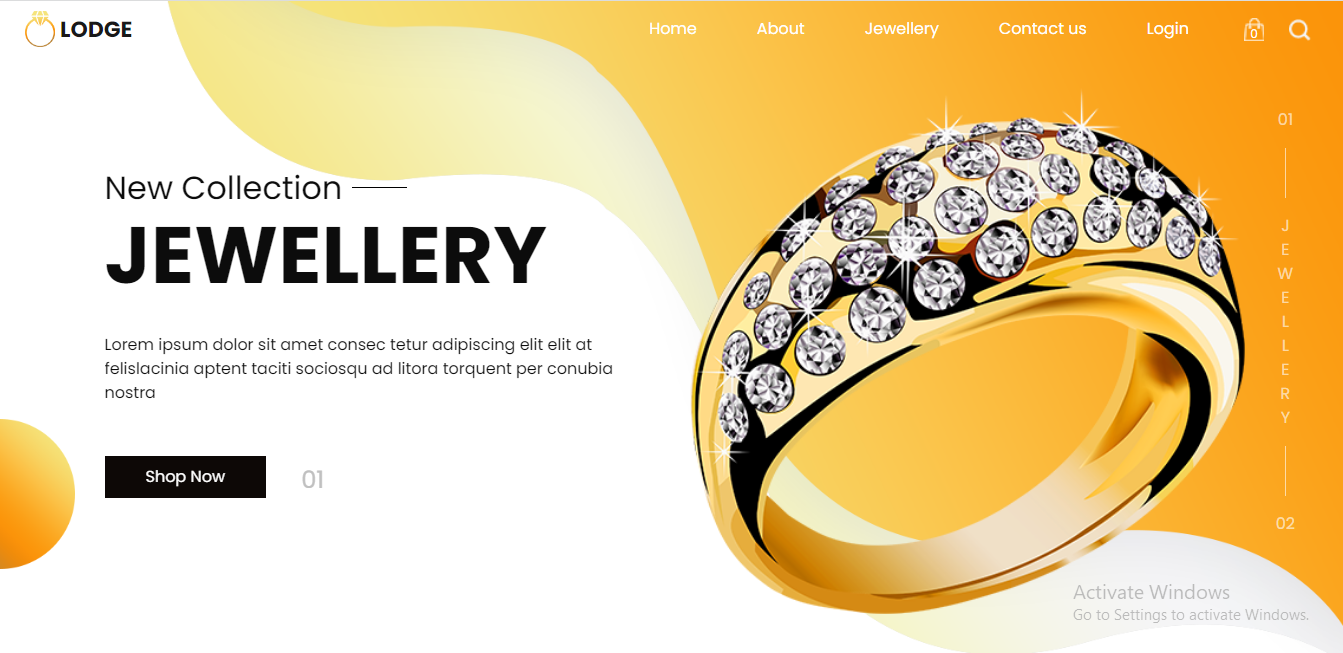 LODGE
Home About Jewellery Contact us Login 0
01
New Collection
JEWELLERY
JEWELLERY
Lorem ipsum dolor sit amet consec tetur adipiscing elit elit at
felislacinia aptent taciti sociosqu ad litora torquent per conubia
nostra
Shop Now 01
02
Activate Windows
Go to Settings to activate Windows.